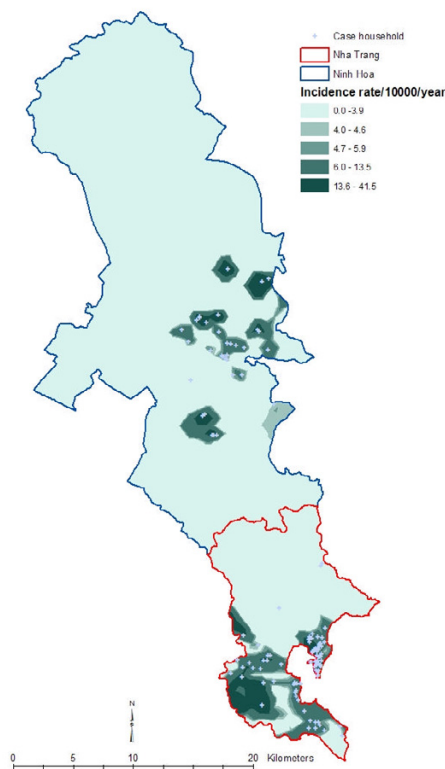 Case household
Nha Trang
Ninh Hoa
Incidence rate/10000/year
0.0 -3.9
4.0 - 4.6
4.7 - 5.9
6.0 - 13.5
13.6 - 41.5
N
0 5 10 20 Kilometers